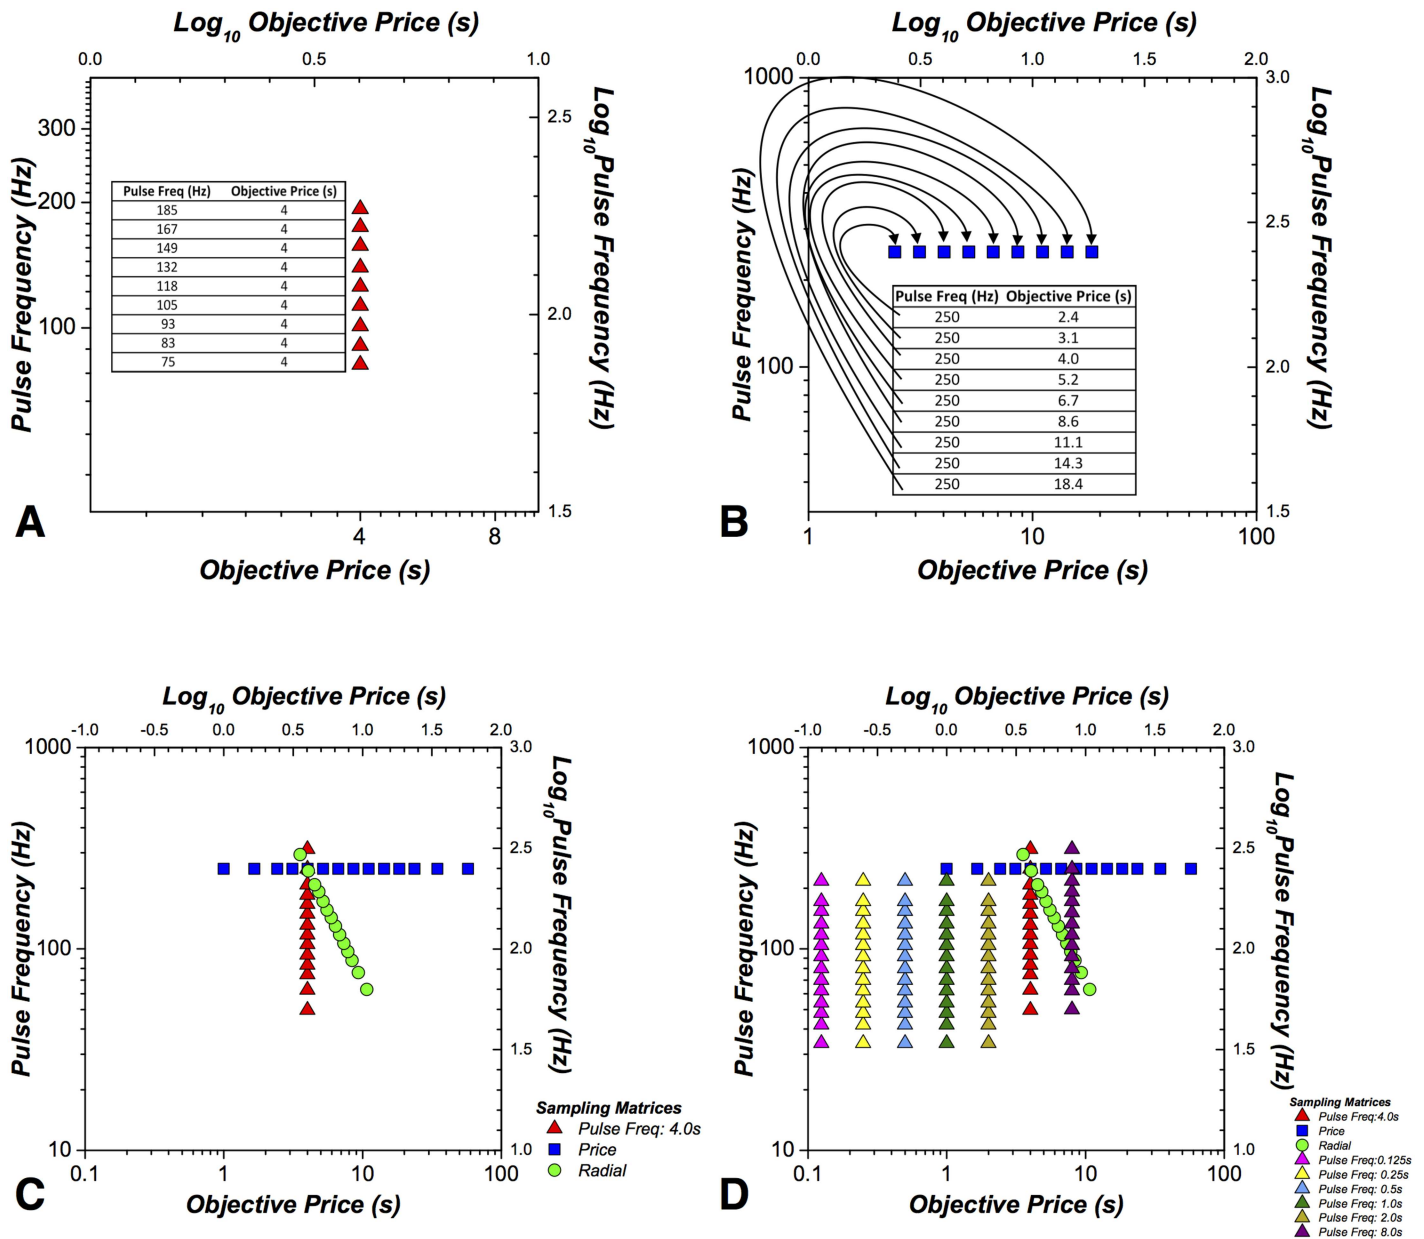 Log10 Objective Price (s)
0.0 0.5 1.0
Pulse Frequency (Hz)
300
200
100
Pulse Freq (Hz) Objective Price (s)
185 4
167 4
149 4
132 4
118 4
105 4
93 4
83 4
75 4
2.5
2.0
1.5
Log10Pulse Frequency (Hz)
4 8
Objective Price (s)
A
Log10 Objective Price (s)
0.0 0.5 1.0 1.5 2.0
Pulse Frequency (Hz)
1000
100
Pulse Freq (Hz) Objective Price (s)
250 2.4
250 3.1
250 4.0
250 5.2
250 6.7
250 8.6
250 11.1
250 14.3
250 18.4
3.0
2.5
2.0
1.5
Log10Pulse Frequency (Hz)
1 10 100
Objective Price (s)
B
Log10 Objective Price (s)
-1.0 -0.5 0.0 0.5 1.0 1.5 2.0
Pulse Frequency (Hz)
1000
100
10
3.0
2.5
2.0
1.5
1.0
Log10Pulse Frequency (Hz)
0.1 1 10 100
Objective Price (s)
Sampling Matrices
Pulse Freq: 4.0s
Price
Radial
C
Log10 Objective Price (s)
-1.0 -0.5 0.0 0.5 1.0 1.5 2.0
Pulse Frequency (Hz)
1000
100
10
3.0
2.5
2.0
1.5
1.0
Log10Pulse Frequency (Hz)
0.1 1 10 100
Objective Price (s)
Sampling Matrices
Pulse Freq:4.0s
Price
Radial
Pulse Freq:0.125s
Pulse Freq: 0.25s
Pulse Freq: 0.5s
Pulse Freq: 1.0s
Pulse Freq: 2.0s
Pulse Freq: 8.0s
D